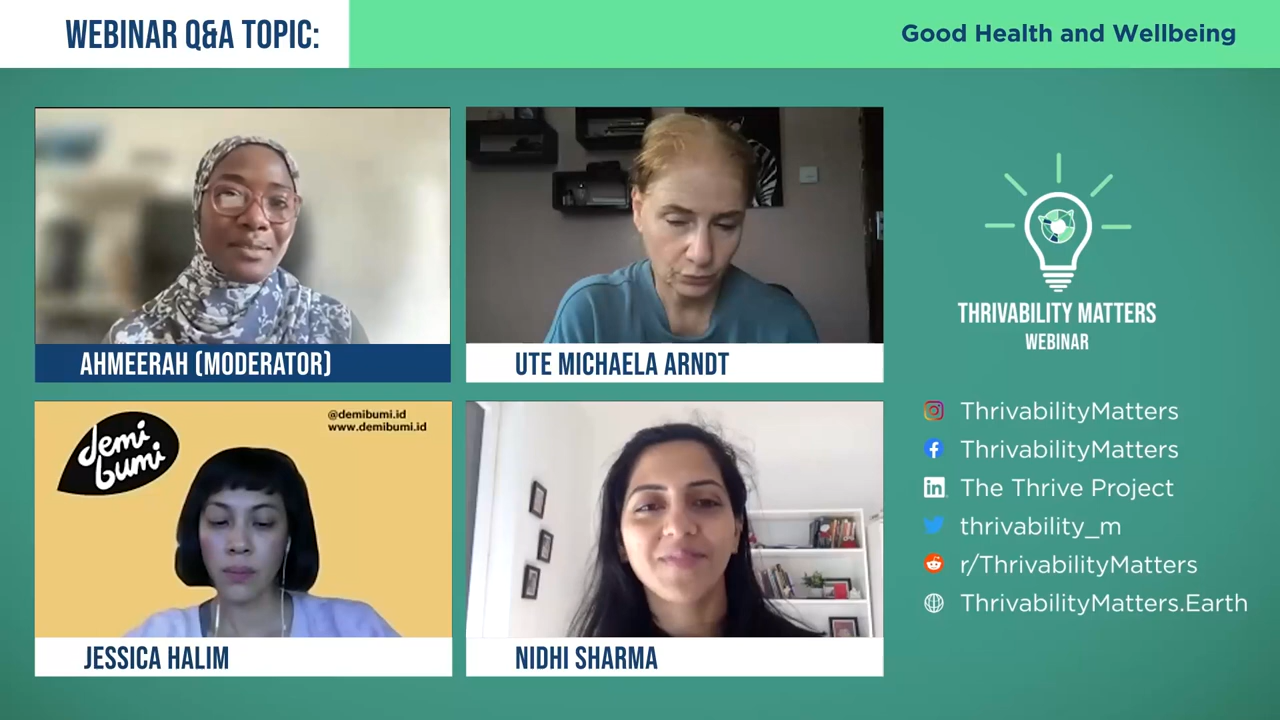 WEBINAR Q&A TOPIC:
Good Health and Wellbeing
AHMEERAH (MODERATOR)
UTE MICHAELA ARNDT
demi
bumi
@demibumi.id
www.demibumi.id
JESSICA HALIM
NIDHI SHARMA
THRIVABILITY MATTERS
WEBINAR
ThrivabilityMatters
ThrivabilityMatters
in The Thrive Project
thrivability_m
r/ThrivabilityMatters
ThrivabilityMatters.Earth